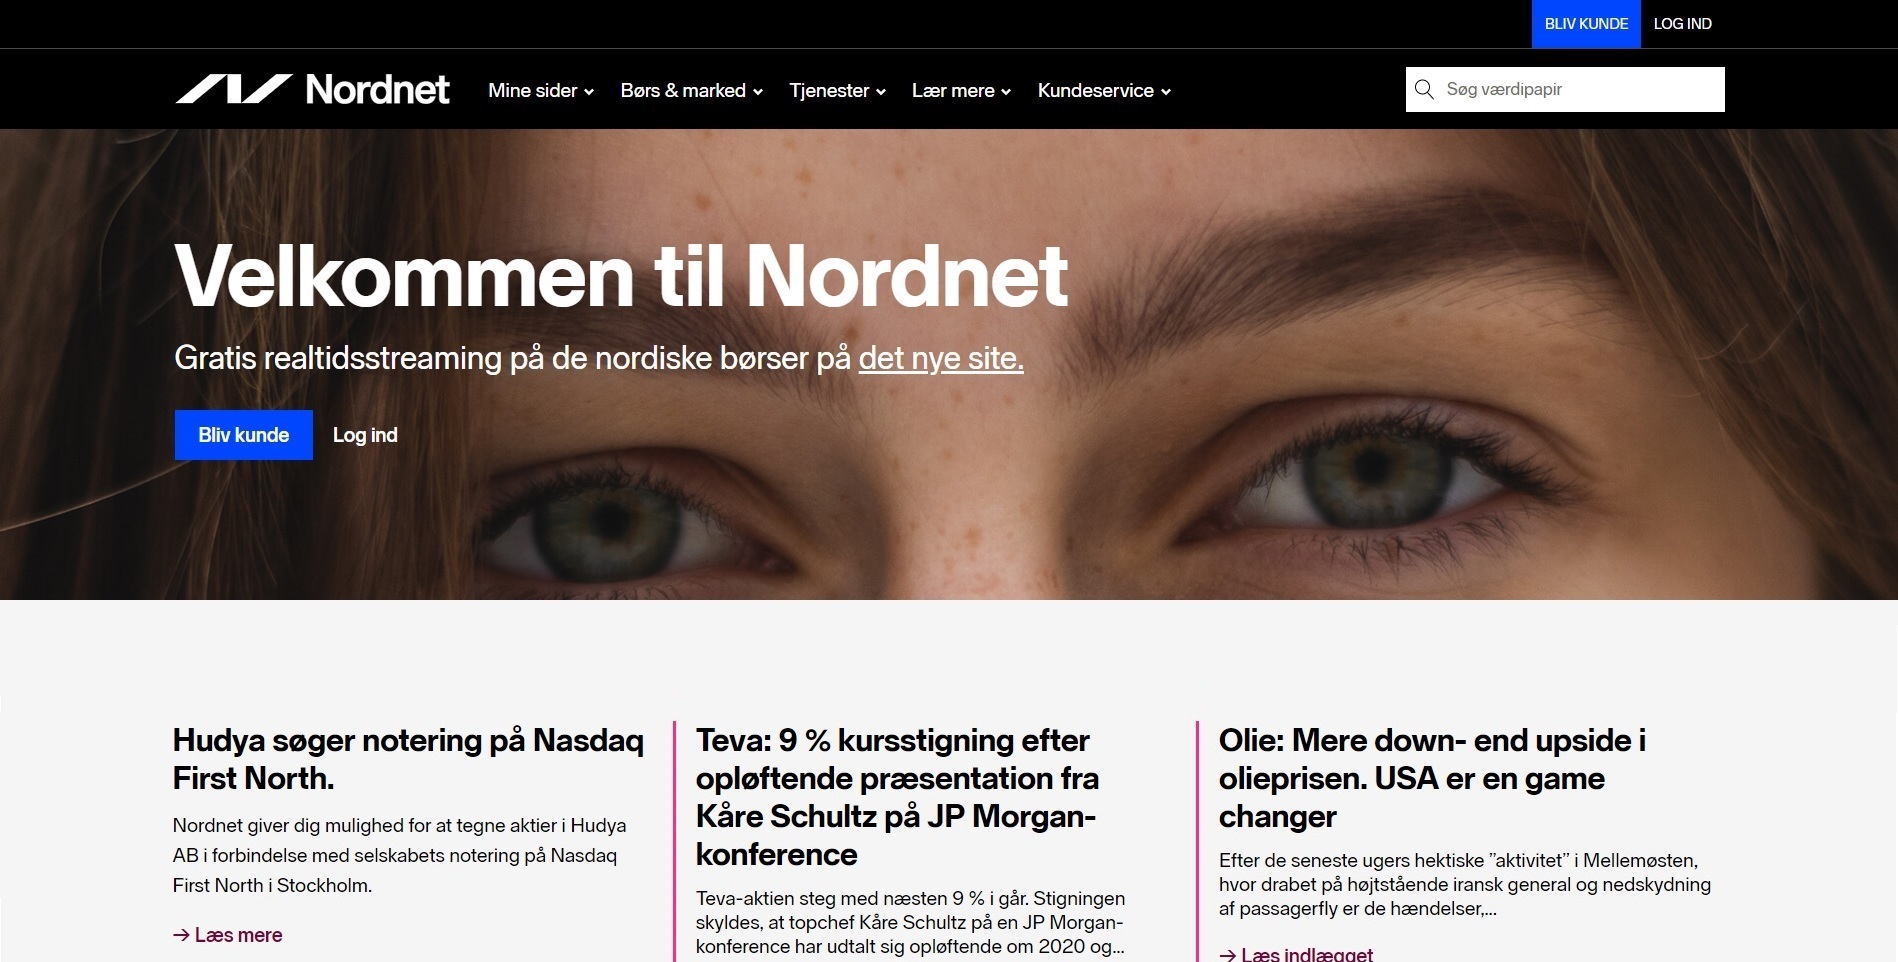 BLIV KUNDE LOG IND
Nordnet Mine sider Børs & marked Tjenester Lær mere Kundeservice Søg værdipapir
Velkommen til Nordnet
Gratis realtidsstreaming på de nordiske børser på det nye site.
Bliv kunde Log ind
Hudya søger notering på Nasdaq
First North.
Nordnet giver dig mulighed for at tegne aktier i Hudya
AB i forbindelse med selskabets notering på Nasdaq
First North i Stockholm.
→ Læs mere
Teva: 9 % kursstigning efter
opløftende præsentation fra
Kåre Schultz på JP Morgan-
konference
Teva-aktien steg med næsten 9 % i går. Stigningen
skyldes, at topchef Kåre Schultz på en JP Morgan-
konference har udtalt sig opløftende om 2020 og...
Olie: Mere down- end upside i
olieprisen. USA er en game
changer
Efter de seneste ugers hektiske ”aktivitet” i Mellemøsten,
hvor drabet på højtstående iransk general og nedskydning
af passagerfly er de hændelser,...
→ Læs indlægget